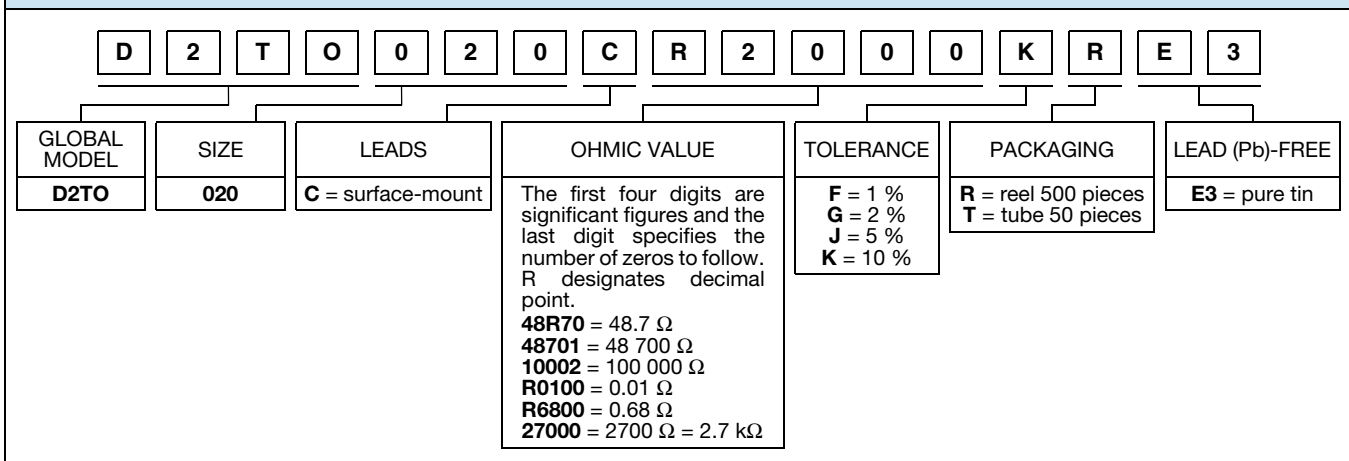 D 2 T O 0 2 0 C R 2 0 0 0 K R E 3
GLOBAL
MODEL
D2TO
SIZE
020
LEADS
C = surface-mount
OHMIC VALUE
The first four digits are
significant figures and the
last digit specifies the
number of zeros to follow.
R designates decimal
point.
48R70 = 48.7 Ω
48701 = 48 700 Ω
10002 = 100 000 Ω
R0100 = 0.01 Ω
R6800 = 0.68 Ω
27000 = 2700 Ω = 2.7 kΩ
TOLERANCE
F = 1 %
G = 2 %
J = 5 %
K = 10 %
PACKAGING
R = reel 500 pieces
T = tube 50 pieces
LEAD (Pb)-FREE
E3 = pure tin